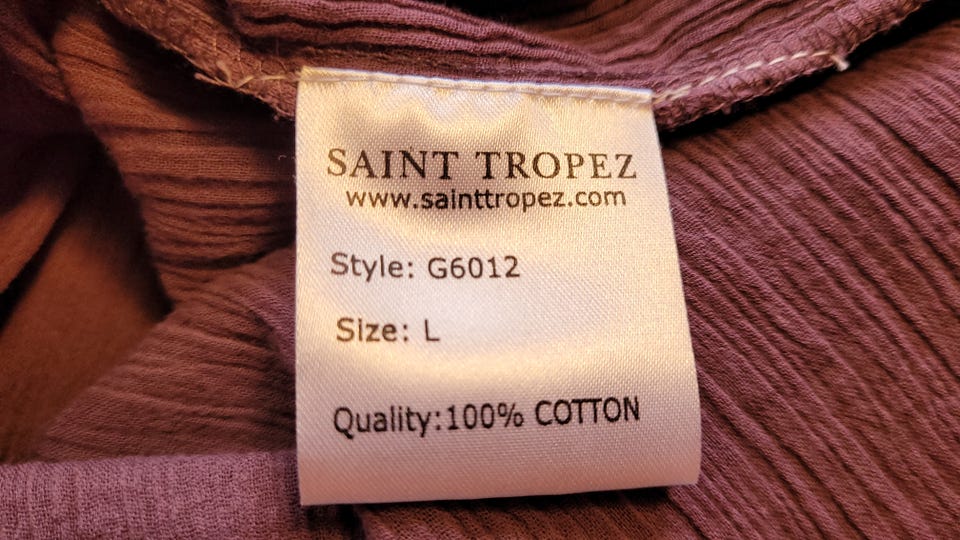 SAINT TROPEZ
www.sainttropez.com
Style: G6012
Size: L
Quality:100% COTTON